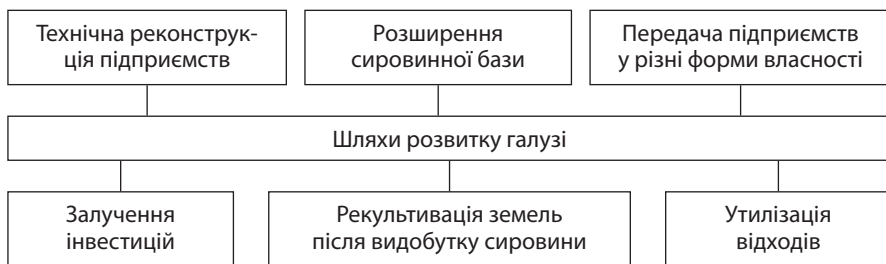 Технічна реконструк-
ція підприємств
Розширення
сировинної бази
Передача підприємств
у різні форми власності
Шляхи розвитку галузі
Залучення
інвестицій
Рекультивація земель
після видобутку сировини
Утилізація
відходів